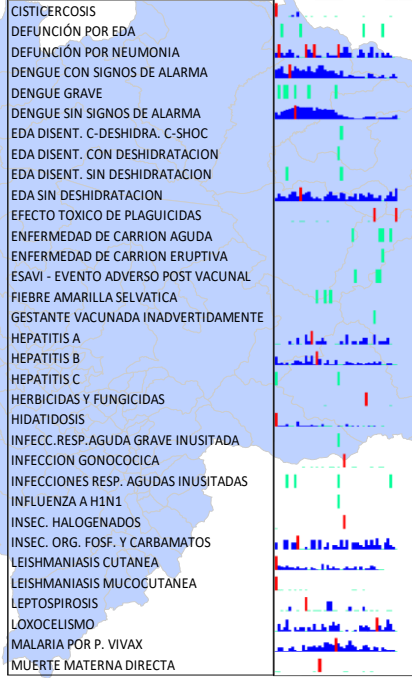 CISTICERCOSIS
DEFUNCIÓN POR EDA
DEFUNCIÓN POR NEUMONIA
DENGUE CON SIGNOS DE ALARMA
DENGUE GRAVE
DENGUE SIN SIGNOS DE ALARMA
EDA DISENT. C-DESHIDRA. C-SHOC
EDA DISENT. CON DESHIDRATACION
EDA DISENT. SIN DESHIDRATACION
EDA SIN DESHIDRATACION
EFECTO TOXICO DE PLAGUICIDAS
ENFERMEDAD DE CARRION AGUDA
ENFERMEDAD DE CARRION ERUPTIVA
ESAVI - EVENTO ADVERSO POST VACUNAL
FIEBRE AMARILLA SELVATICA
GESTANTE VACUNADA INADVERTIDAMENTE
HEPATITIS A
HEPATITIS B
HEPATITIS C
HERBICIDAS Y FUNGICIDAS
HIDATIDOSIS
INFECC.RESP.AGUDA GRAVE INUSITADA
INFECCION GONOCOCICA
INFECCIONES RESP. AGUDAS INUSITADAS
INFLUENZA A H1N1
INSEC. HALOGENADOS
INSEC. ORG. FOSF. Y CARBAMATOS
LEISHMANIASIS CUTANEA
LEISHMANIASIS MUCOCUTANEA
LEPTOSPIROSIS
LOXOCELISMO
MALARIA POR P. VIVAX
MUERTE MATERNA DIRECTA